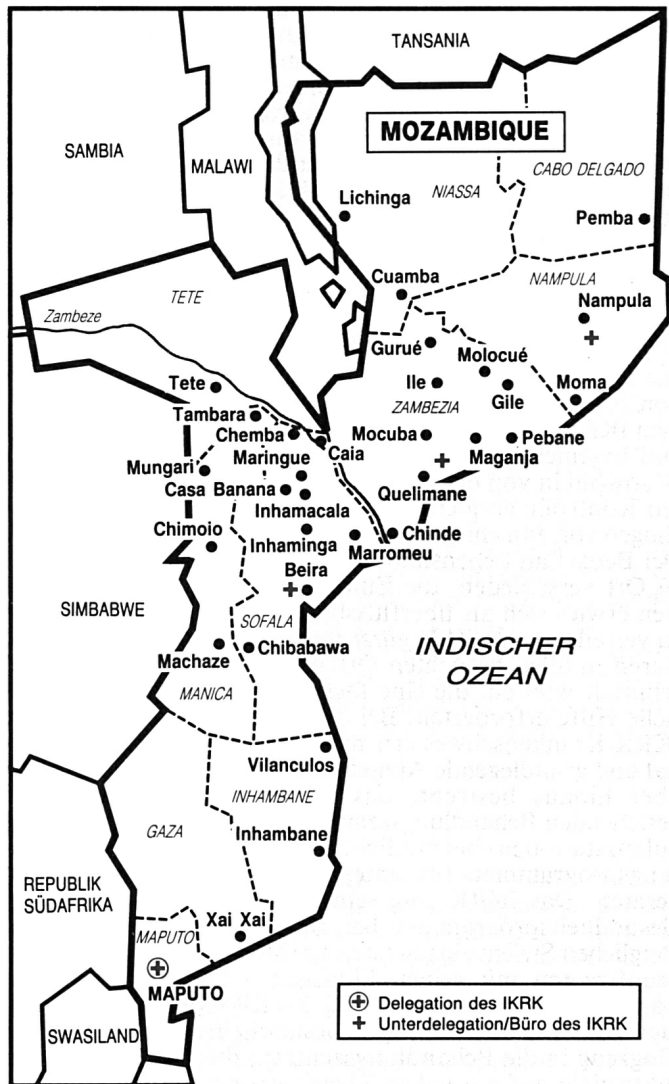 TANSANIA
MOZAMBIQUE
SAMBIA
MALAWI
CABO DELGADO
NIASSA
Lichinga
Pemba
Cuamba
NAMPULA
Nampula
TETE
Zambeze
Gurué
Molocué
Ile
Gile
Moma
ZAMBEZIA
Tete
Tambara
Chemba
Caia
Mocuba
Pebane
Maganja
Maringue
Mungari
Casa Banana
Quelimane
Inhamacala
Chimoio
Inhaminga
Marromeu
Chinde
Beira
SIMBABWE
SOFALA
INDISCHER
OZEAN
Machaze
Chibabawa
MANICA
Vilanculos
INHAMBANE
GAZA
Inhambane
REPUBLIK
SÜDAFRIKA
Xai Xai
MAPUTO
MAPUTO
SWASILAND
Delegation des IKRK
Unterdelegation/Büro des IKRK